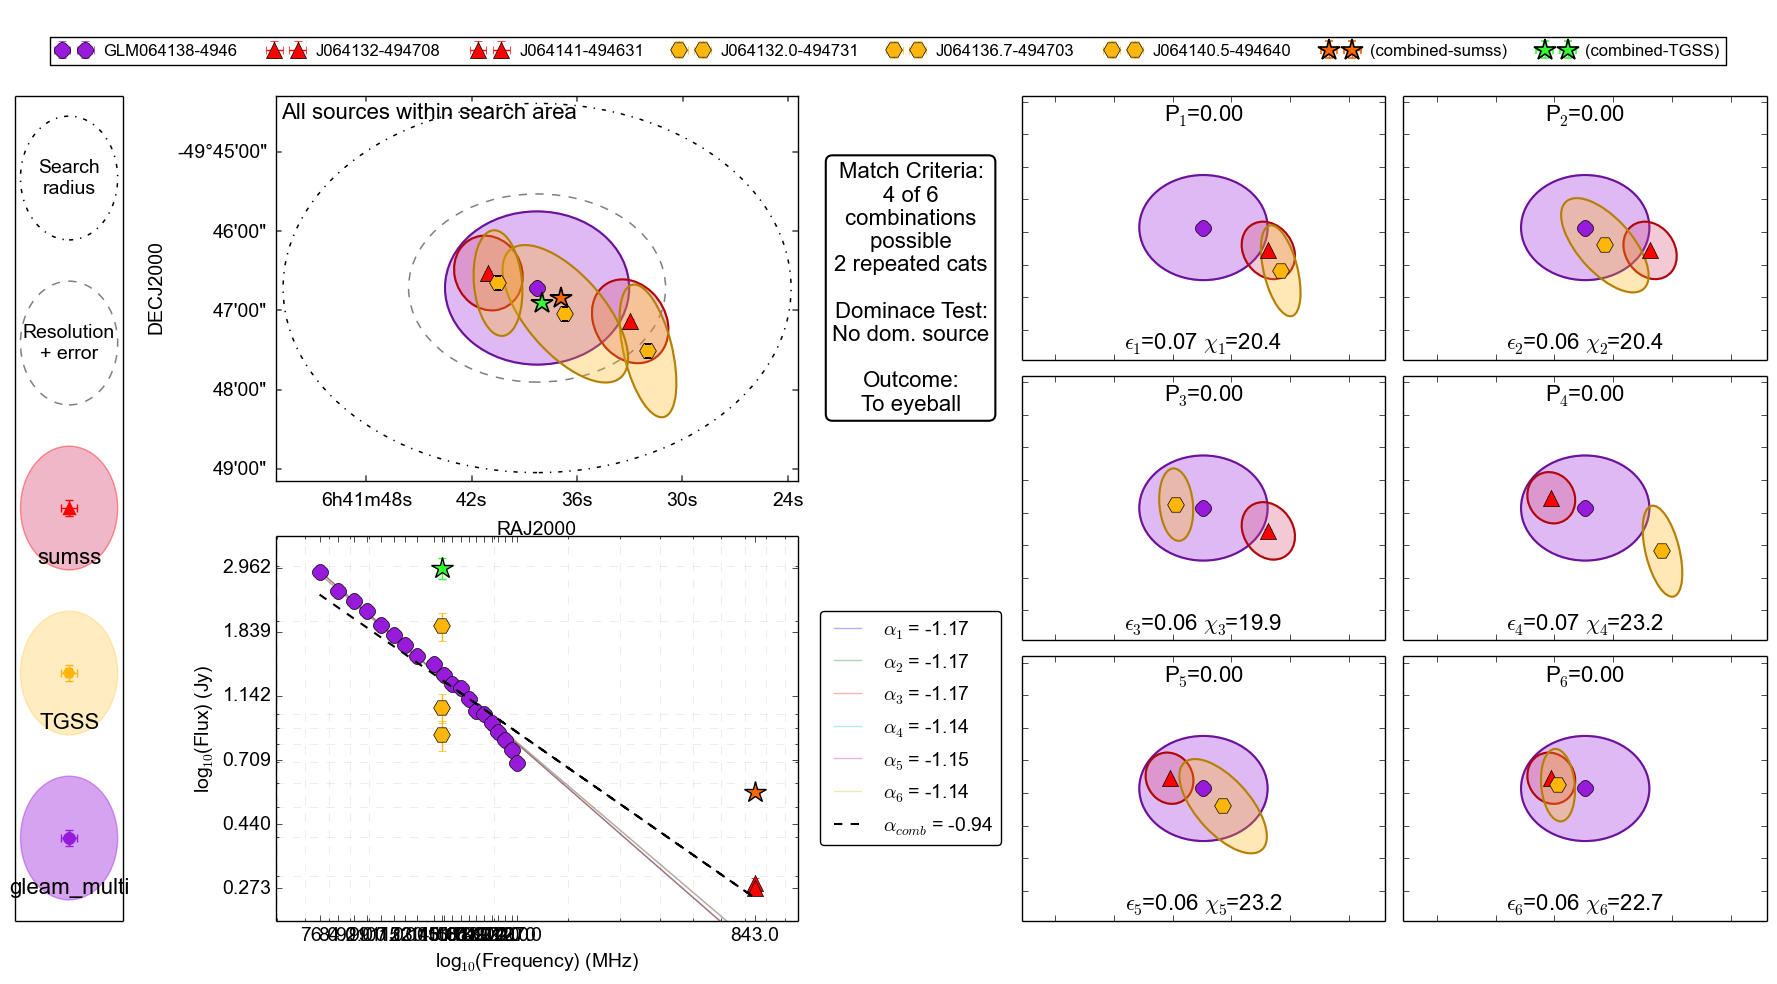 GLM064138-4946 J064132-494708 J064141-494631 J064132.0-494731 J064136.7-494703 J064140.5-494640 (combined-sumss) (combined-TGSS)
Search
radius
Resolution
+ error
sumss
TGSS
gleam_multi
All sources within search area
DECJ2000
-49°45'00"
46'00"
47'00"
48'00"
49'00"
6h41m48s 42s 36s 30s 24s
RAJ2000
Match Criteria:
4 of 6
combinations
possible
2 repeated cats
Dominace Test:
No dom. source
Outcome:
To eyeball
log10(Flux) (Jy)
2.962
1.839
1.142
0.709
0.440
0.273
843.0
log10(Frequency) (MHz)
α1 = -1.17
α2 = -1.17
α3 = -1.17
α4 = -1.14
α5 = -1.15
α6 = -1.14
αcomb = -0.94
P1=0.00
ϵ1=0.07 χ1=20.4
P2=0.00
ϵ2=0.06 χ2=20.4
P3=0.00
ϵ3=0.06 χ3=19.9
P4=0.00
ϵ4=0.07 χ4=23.2
P5=0.00
ϵ5=0.06 χ5=23.2
P6=0.00
ϵ6=0.06 χ6=22.7